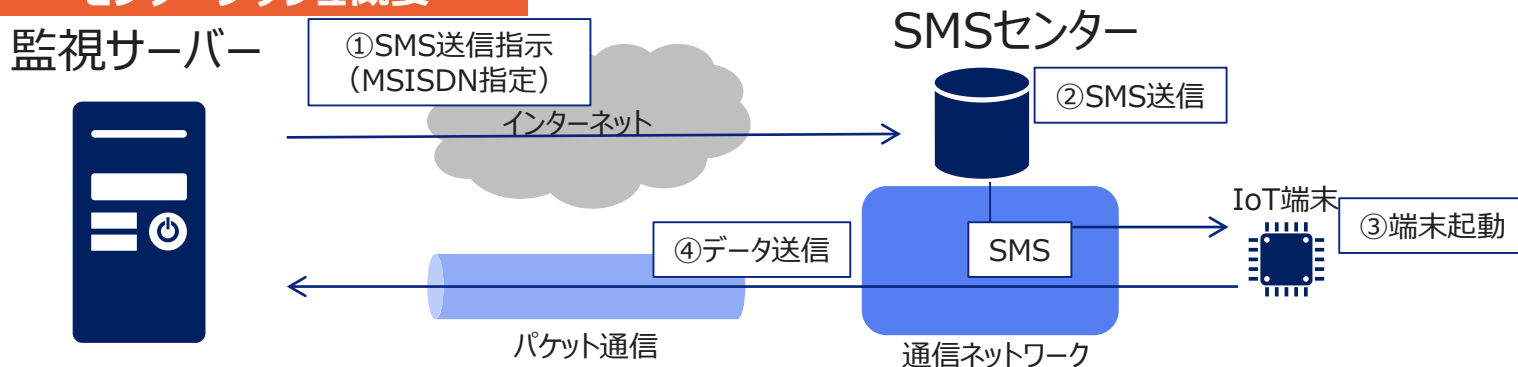 監視サーバー
①SMS送信指示
（MSISDN指定）
インターネット
SMSセンター
②SMS送信
IoT端末
③端末起動
④データ送信
SMS
パケット通信
通信ネットワーク